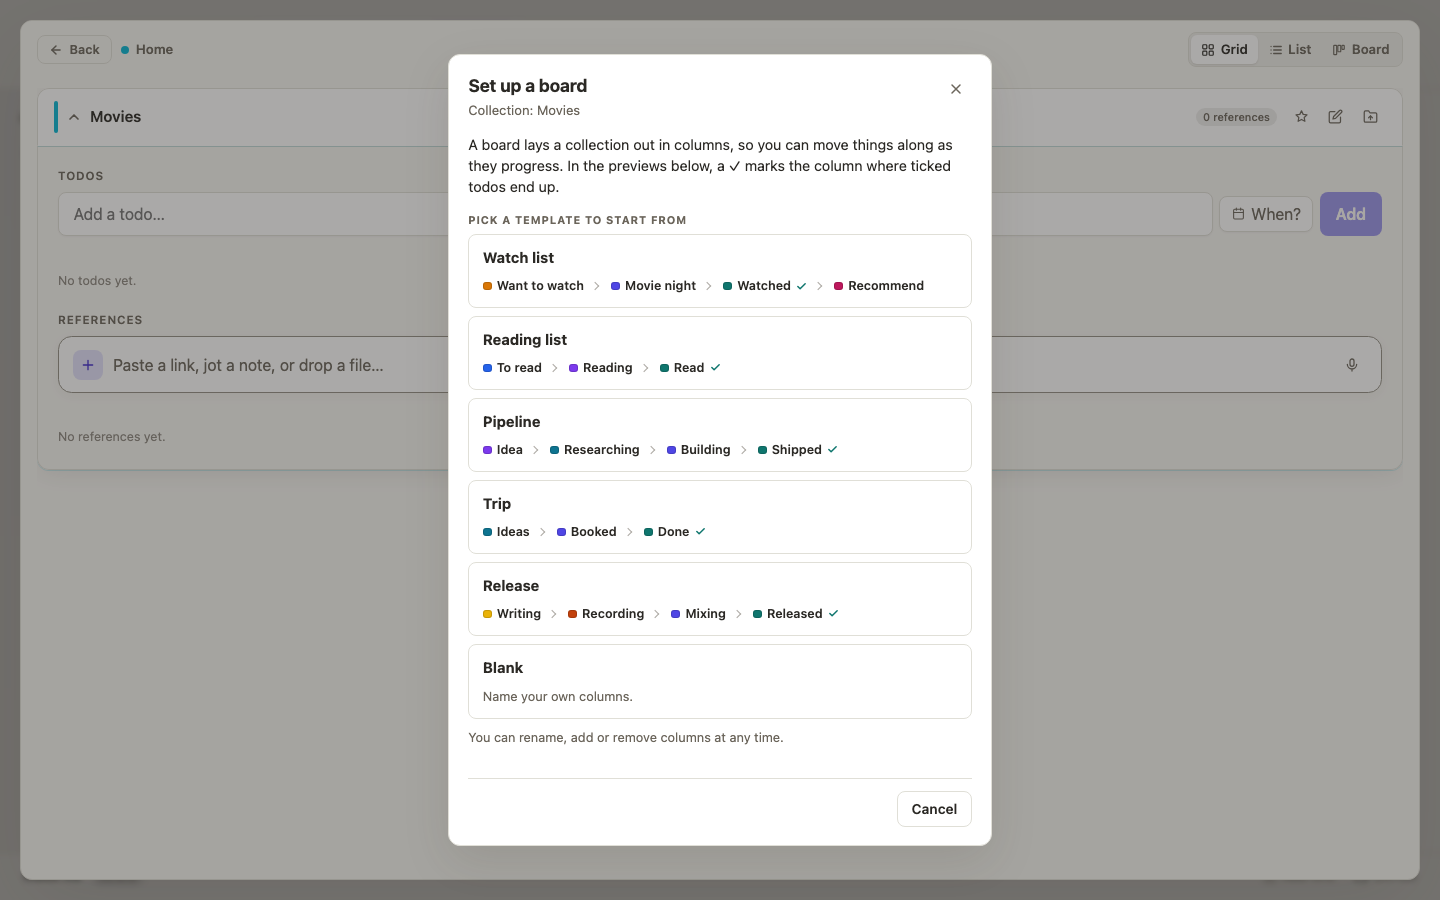 Back
Home
Grid
List
Board
Movies
0 references
TODOS
Add a todo...
When?
Add
No todos yet.
REFERENCES
Paste a link, jot a note, or drop a file...
No references yet.
Set up a board
Collection: Movies
A board lays a collection out in columns, so you can move things along as
they progress. In the previews below, a ✓ marks the column where ticked
todos end up.
PICK A TEMPLATE TO START FROM
Watch list
Want to watch > Movie night > Watched ✓ > Recommend
Reading list
To read > Reading > Read ✓
Pipeline
Idea > Researching > Building > Shipped ✓
Trip
Ideas > Booked > Done ✓
Release
Writing > Recording > Mixing > Released ✓
Blank
Name your own columns.
You can rename, add or remove columns at any time.
Cancel